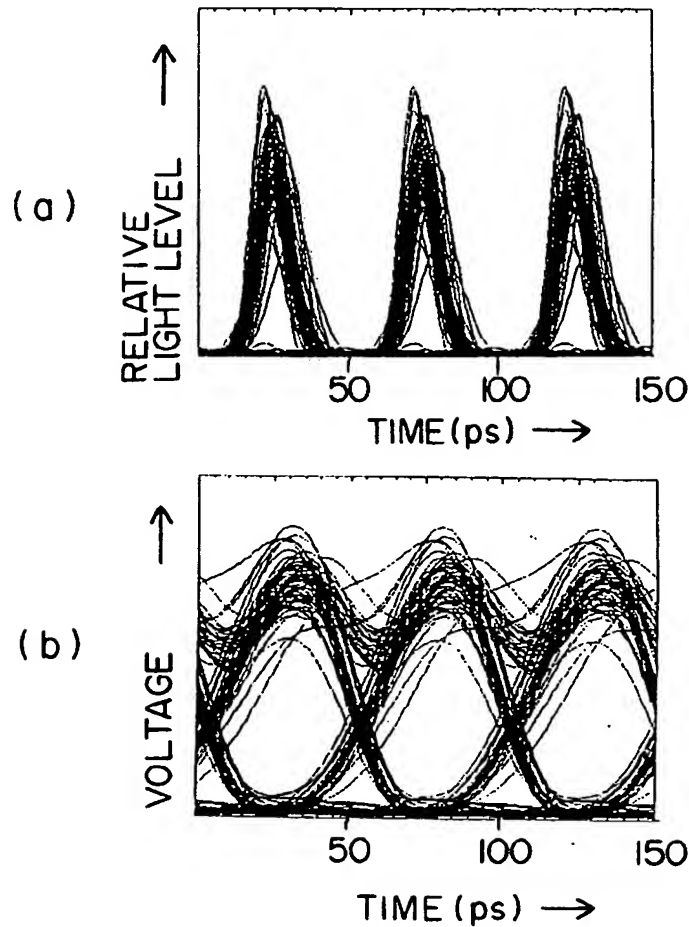 (a)
RELATIVE
LIGHT LEVEL
50
100
150
TIME(ps)
(b)
VOLTAGE
50
100
150
TIME (ps)